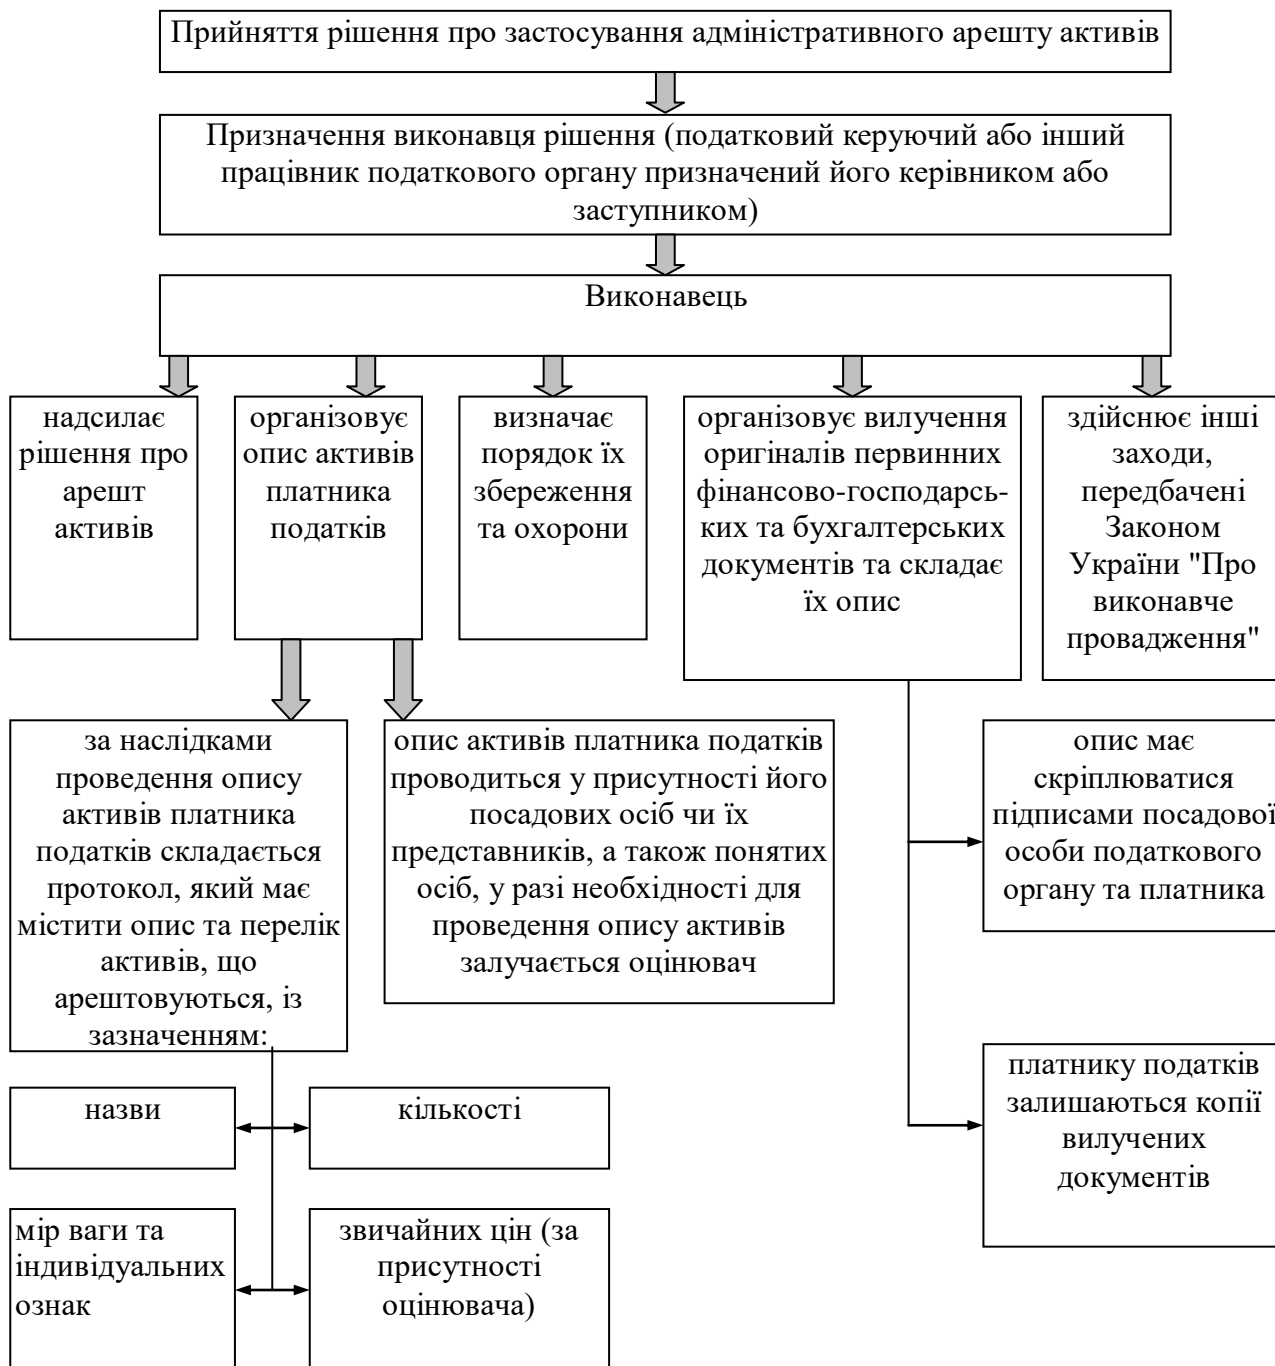 Прийняття рішення про застосування адміністративного арешту активів
Призначення виконавця рішення (податковий керуючий або інший
працівник податкового органу призначений його керівником або
заступником)
Виконавець
надсилає
рішення про
арешт
активів
організовує
опис активів
платника
податків
визначає
порядок їх
збереження
та охорони
організовує вилучення
оригіналів первинних
фінансово-господарсь-
ких та бухгалтерських
документів та складає
їх опис
здійснює інші
заходи,
передбачені
Законом
України "Про
виконавче
провадження"
за наслідками
проведення опису
активів платника
податків складається
протокол, який має
містити опис та перелік
активів, що
арештовуються, із
зазначенням:
опис активів платника податків
проводиться у присутності його
посадових осіб чи їх
представників, а також понятих
осіб, у разі необхідності для
проведення опису активів
залучається оцінювач
опис має
скріплюватися
підписами посадової
особи податкового
органу та платника
платнику податків
залишаються копії
вилучених
документів
назви
кількості
мір ваги та
індивідуальних
ознак
звичайних цін (за
присутності
оцінювача)